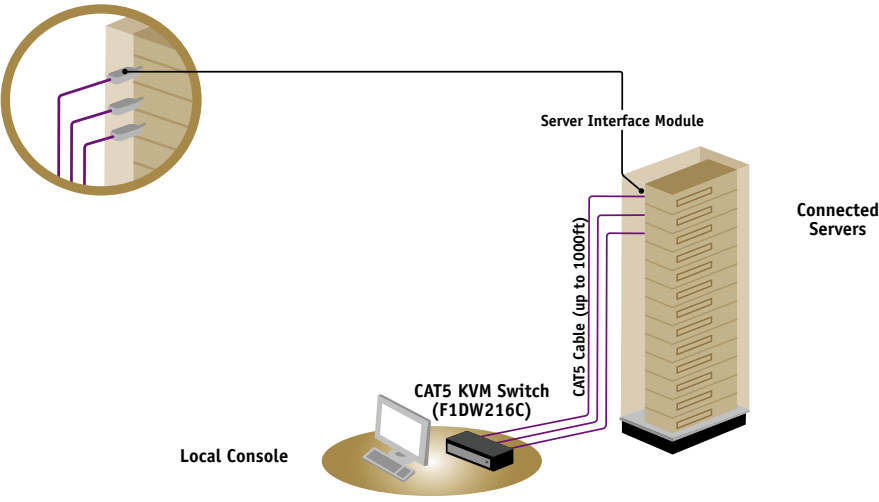 Server Interface Module
Connected
Servers
CAT5 Cable (up to 1000ft)
CAT5 KVM Switch
(F1DW216C)
Local Console